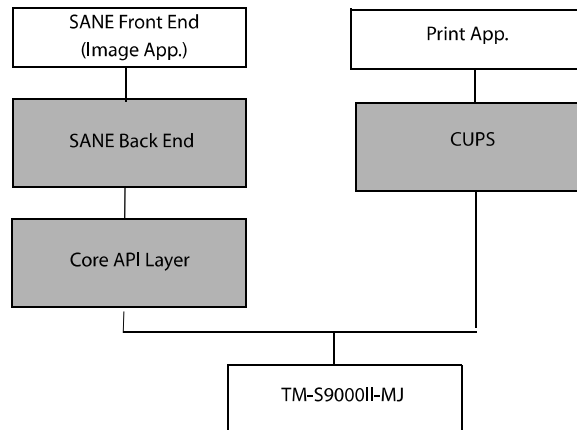 SANE Front End
(Image App.)
Print App.
SANE Back End
CUPS
Core API Layer
TM-S9000II-MJ